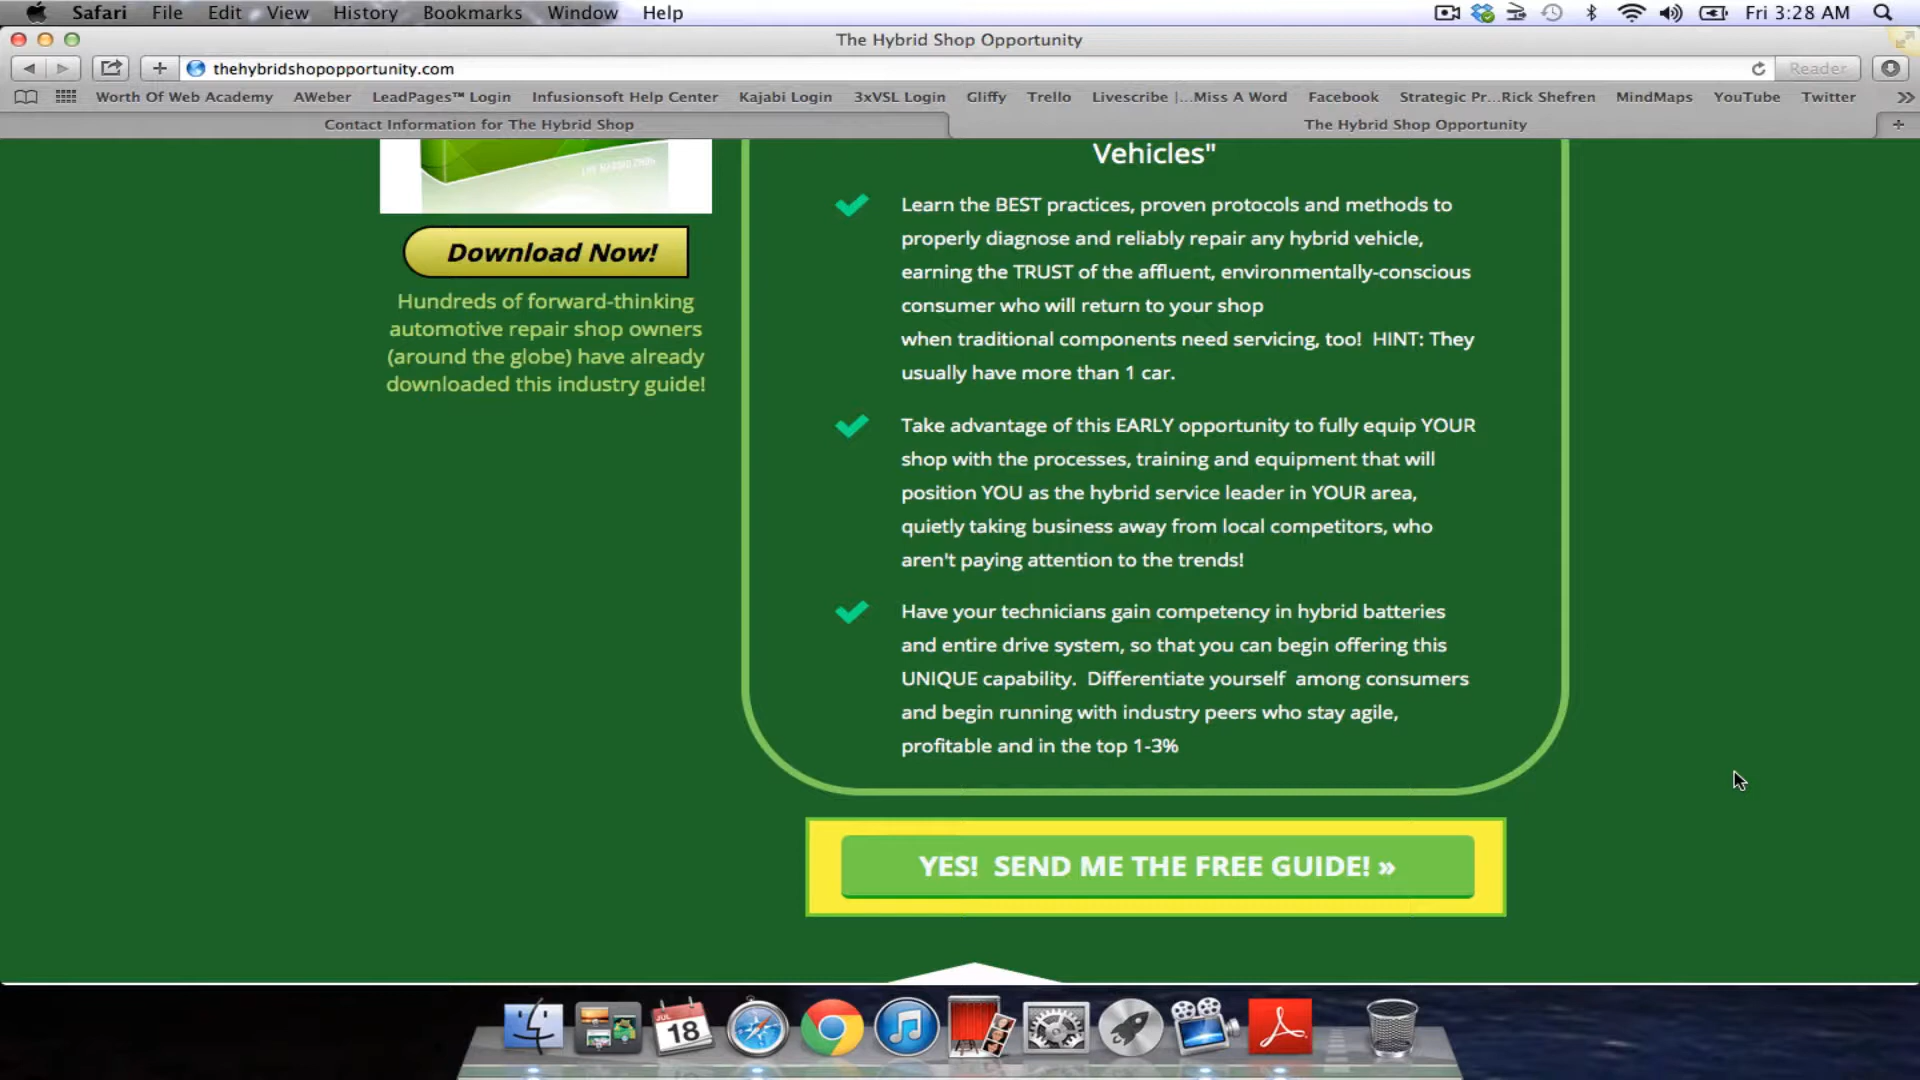 Safari File Edit View History Bookmarks Window Help Fri 3:28 AM
The Hybrid Shop Opportunity
thehybridshopopportunity.com Reader
Worth Of Web Academy AWeber LeadPages™ Login Infusionsoft Help Center Kajabi Login 3xVSL Login Gliffy Trello Livescribe |...Miss A Word Facebook Strategic Pr...Rick Shefren MindMaps YouTube Twitter
Contact Information for The Hybrid Shop The Hybrid Shop Opportunity
Download Now!
Hundreds of forward-thinking
automotive repair shop owners
(around the globe) have already
downloaded this industry guide!
Vehicles"
Learn the BEST practices, proven protocols and methods to
properly diagnose and reliably repair any hybrid vehicle,
earning the TRUST of the affluent, environmentally-conscious
consumer who will return to your shop
when traditional components need servicing, too! HINT: They
usually have more than 1 car.
Take advantage of this EARLY opportunity to fully equip YOUR
shop with the processes, training and equipment that will
position YOU as the hybrid service leader in YOUR area,
quietly taking business away from local competitors, who
aren't paying attention to the trends!
Have your technicians gain competency in hybrid batteries
and entire drive system, so that you can begin offering this
UNIQUE capability. Differentiate yourself among consumers
and begin running with industry peers who stay agile,
profitable and in the top 1-3%
YES! SEND ME THE FREE GUIDE! »
JUL
18